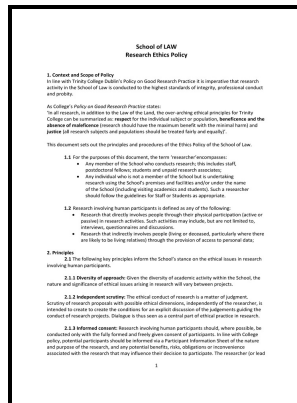 School of LAW
Research Ethics Policy
1. Context and Scope of Policy
In line with Trinity College Dublin's Policy on Good Research Practice it is imperative that research
activity in the School of Law is conducted to the highest standards of integrity, professional conduct
and probity.
As College's Policy on Good Research Practice states:
'In all research, in addition to the Law of the Land, the over-arching ethical principles for Trinity
College can be summarized as: respect for the individual subject or population, beneficence and the
absence of maleficence (research should have the maximum benefit with the minimal harm) and
justice (all research subjects and populations should be treated fairly and equally)'.
This document sets out the principles and procedures of the Ethics Policy of the School of Law.
1.1 For the purposes of this document, the term 'researcher'encompasses:
• Any member of the School who conducts research; this includes staff,
postdoctoral fellows; students and unpaid research associates;
• Any individual who is not a member of the School but is undertaking
research using the School's premises and facilities and/or under the name
of the School (including visiting academics and students). Such a researcher
should follow the guidelines for Staff or Students as appropriate.
1.2 Research involving human participants is defined as any of the following:
• Research that directly involves people through their physical participation (active or
passive) in research activities. Such activities may include, but are not limited to,
interviews, questionnaires and discussions.
• Research that indirectly involves people (living or deceased, particularly where there
are likely to be living relatives) through the provision of access to personal data;
2. Principles
2.1 The following key principles inform the School's stance on the ethical issues in research
involving human participants.
2.1.1 Diversity of approach: Given the diversity of academic activity within the School, the
nature and significance of ethical issues arising in research will vary between projects.
2.1.2 Independent scrutiny: The ethical conduct of research is a matter of judgment.
Scrutiny of research proposals with possible ethical dimensions, independently of the researcher, is
intended to create to create the conditions for an explicit discussion of the judgements guiding the
conduct of research projects. Dialogue is thus seen as a central part of ethical practice in research.
2.1.3 Informed consent: Research involving human participants should, where possible, be
conducted only with the fully formed and freely given consent of participants. In line with College
policy, potential participants should be informed via a Participant Information Sheet of the nature
and purpose of the research, and any potential benefits, risks, obligations or inconvenience
associated with the research that may influence their decision to participate. The researcher (or lead
1